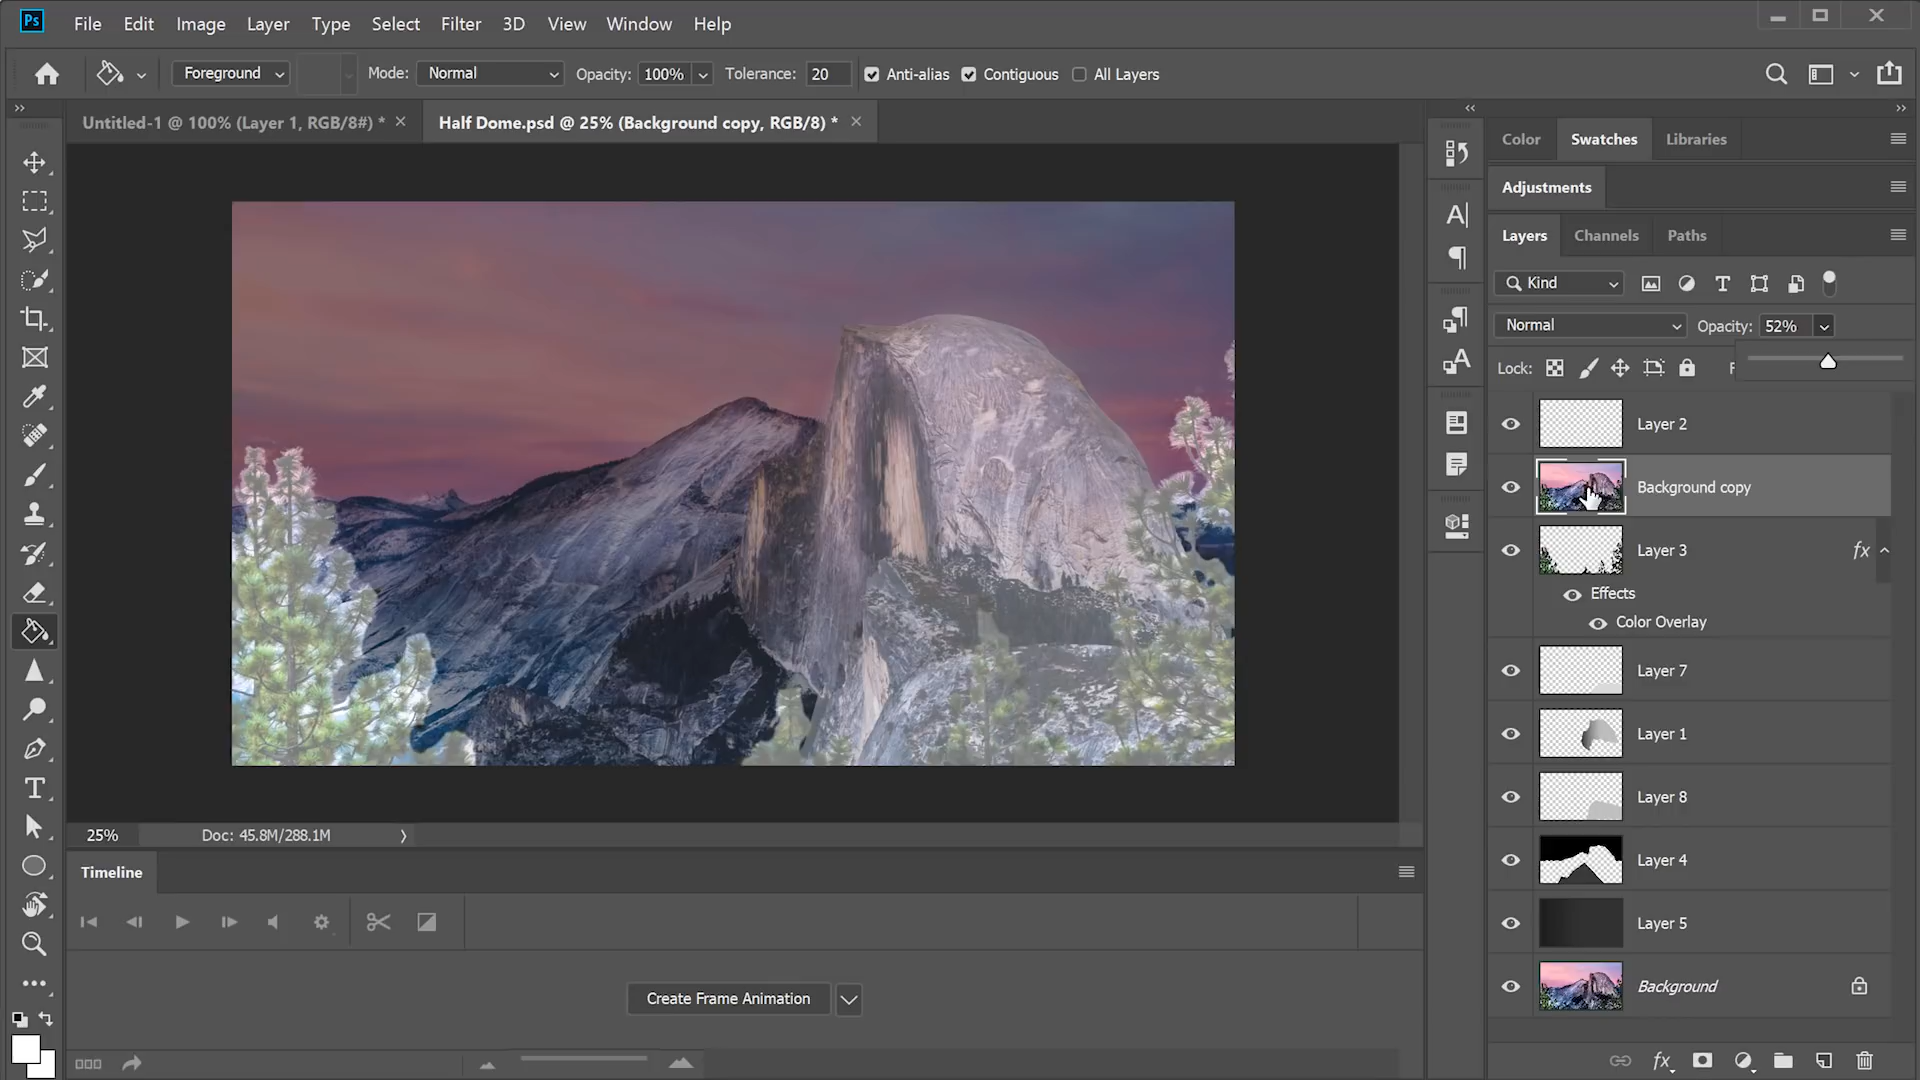 Ps File Edit Image Layer Type Select Filter 3D View Window Help
Foreground Mode: Normal Opacity: 100% Tolerance: 20 Anti-alias Contiguous All Layers
Untitled-1 @ 100% (Layer 1, RGB/8#) * Half Dome.psd @ 25% (Background copy, RGB/8) *
Color Swatches Libraries
Adjustments
Layers Channels Paths
Kind
Normal Opacity: 52%
Lock: F
Layer 2
Background copy
Layer 3 fx
Effects
Color Overlay
Layer 7
Layer 1
Layer 8
Layer 4
Layer 5
Background
25% Doc: 45.8M/288.1M
Timeline
Create Frame Animation
fx